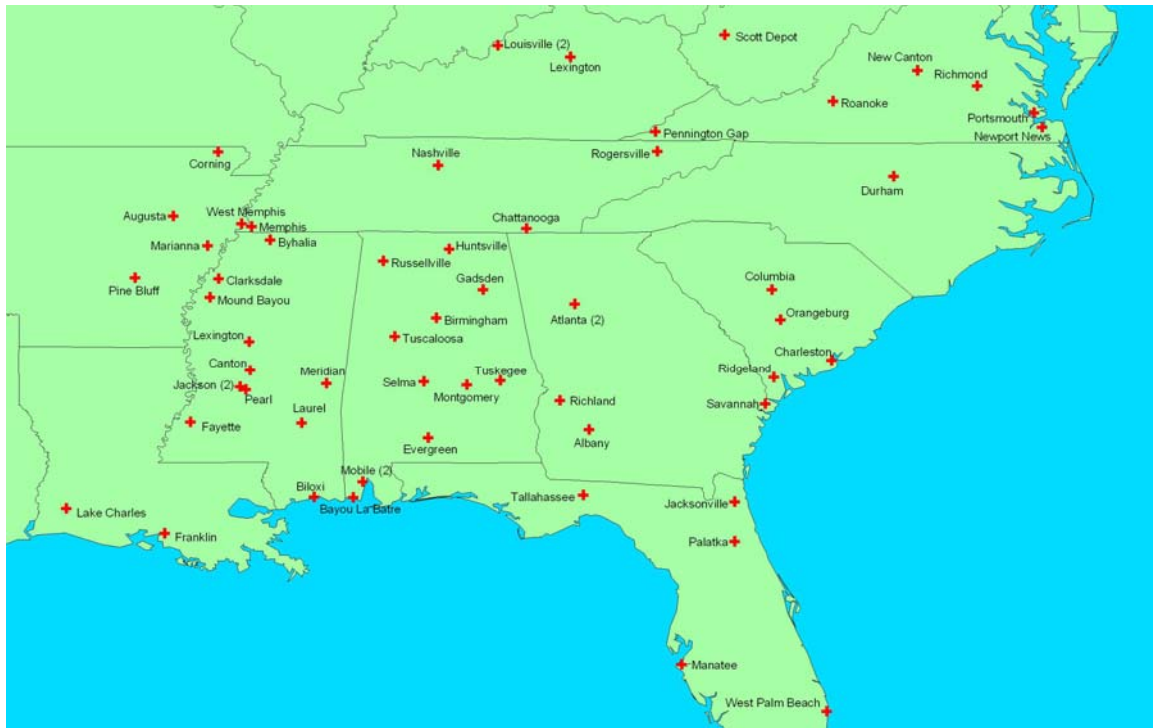 Scott Depot
Louisville (2)
Lexington
New Canton
Richmond
Roanoke
Portsmouth
Newport News
Pennington Gap
Rogersville
Nashville
Corning
Durham
Augusta
West Memphis
Memphis
Chattanooga
Marianna
Byhalia
Huntsville
Russellville
Clarksdale
Pine Bluff
Gadsden
Columbia
Mound Bayou
Birmingham
Atlanta (2)
Orangeburg
Lexington
Tuscaloosa
Charleston
Canton
Meridian
Tuskegee
Ridgeland
Jackson (2)
Selma
Pearl
Montgomery
Richland
Savannah
Laurel
Fayette
Albany
Evergreen
Mobile (2)
Biloxi
Tallahassee
Jacksonville
Bayou La Batre
Lake Charles
Franklin
Palatka
Manatee
West Palm Beach